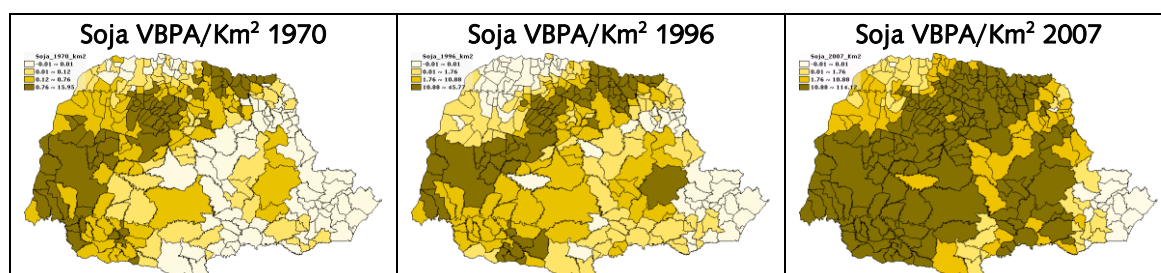 Soja VBPA/Km² 1970
Soja_1970_km2
-0.01 ~ 0.01
0.01 ~ 0.12
0.12 ~ 0.76
0.76 ~ 15.95
Soja VBPA/Km² 1996
Soja_1996_km2
-0.01 ~ 0.01
0.01 ~ 1.76
1.76 ~ 10.88
10.88 ~ 45.77
Soja VBPA/Km² 2007
Soja_2007_Km2
-0.01 ~ 0.01
0.01 ~ 1.76
1.76 ~ 10.88
10.88 ~